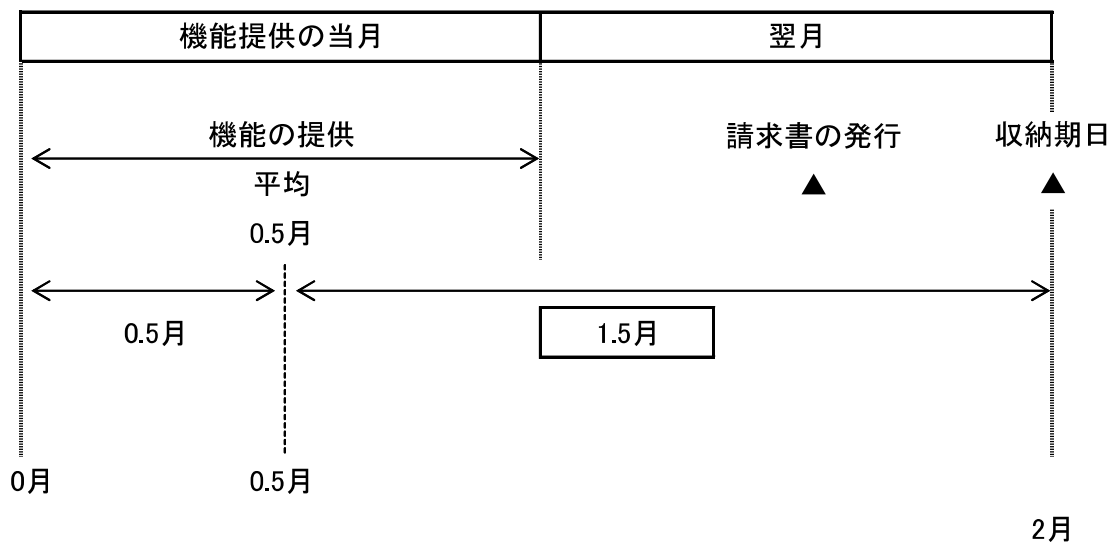 機能提供の当月 翌月
機能の提供 請求書の発行 収納期日
平均 ▲ ▲
0.5月
0.5月 1.5月
0月 0.5月
2月